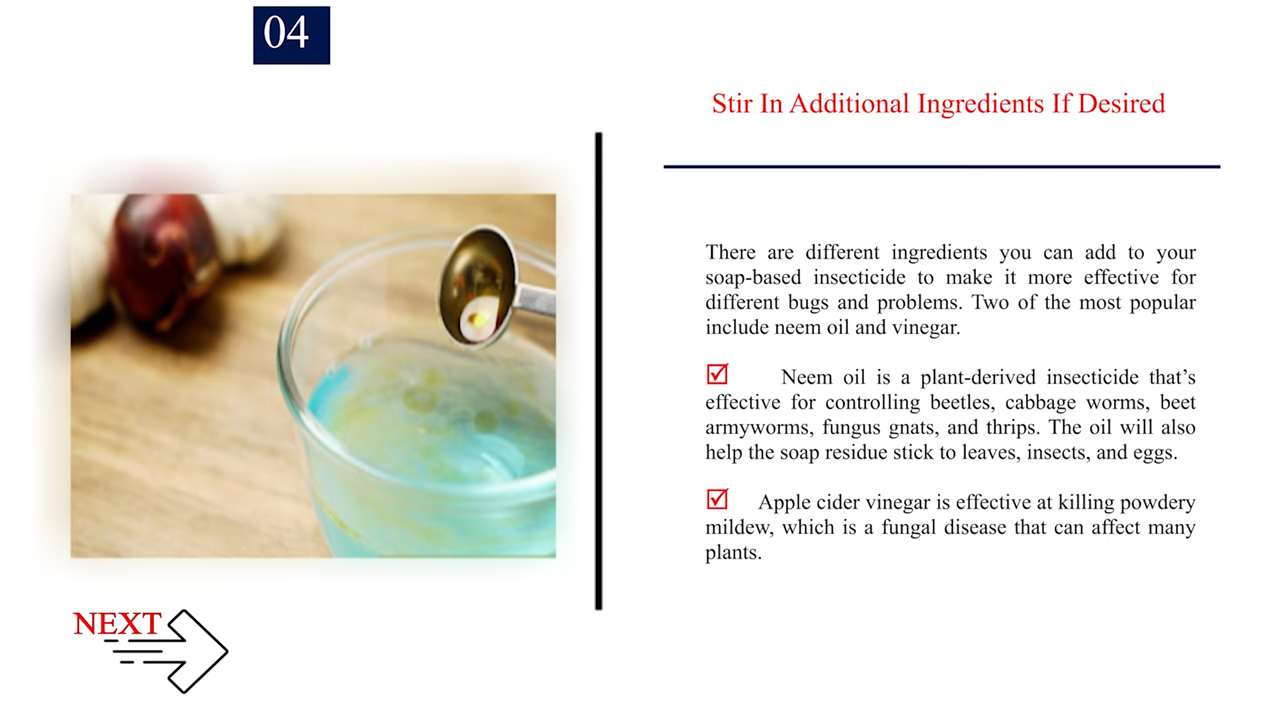 04
Stir In Additional Ingredients If Desired
There are different ingredients you can add to your
soap-based insecticide to make it more effective for
different bugs and problems. Two of the most popular
include neem oil and vinegar.
Neem oil is a plant-derived insecticide that’s
effective for controlling beetles, cabbage worms, beet
armyworms, fungus gnats, and thrips. The oil will also
help the soap residue stick to leaves, insects, and eggs.
Apple cider vinegar is effective at killing powdery
mildew, which is a fungal disease that can affect many
plants.
NEXT